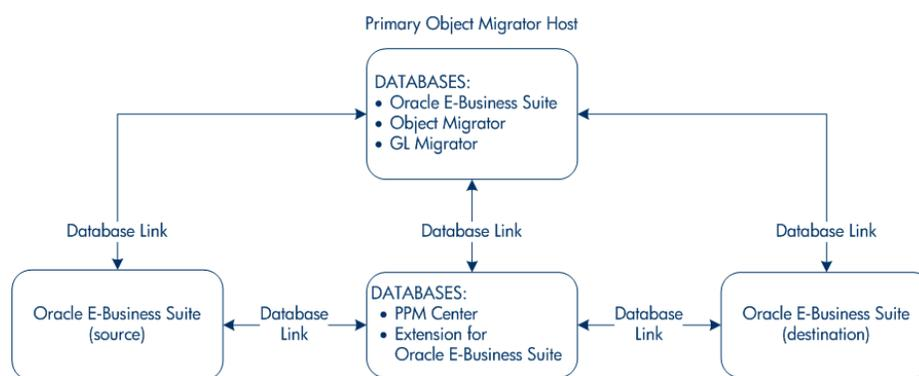 Primary Object Migrator Host
DATABASES:
• Oracle E-Business Suite
• Object Migrator
• GL Migrator
Database Link
Database Link
Database Link
Oracle E-Business Suite
(source)
Database
Link
DATABASES:
• PPM Center
• Extension for
Oracle E-Business Suite
Database
Link
Oracle E-Business Suite
(destination)